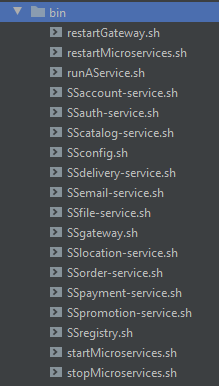 bin
restartGateway.sh
restartMicroservices.sh
runAService.sh
SSaccount-service.sh
SSauth-service.sh
SScatalog-service.sh
SSconfig.sh
SSdelivery-service.sh
SSemail-service.sh
SSfile-service.sh
SSgateway.sh
SSlocation-service.sh
SSorder-service.sh
SSpayment-service.sh
SSpromotion-service.sh
SSregistry.sh
startMicroservices.sh
stopMicroservices.sh